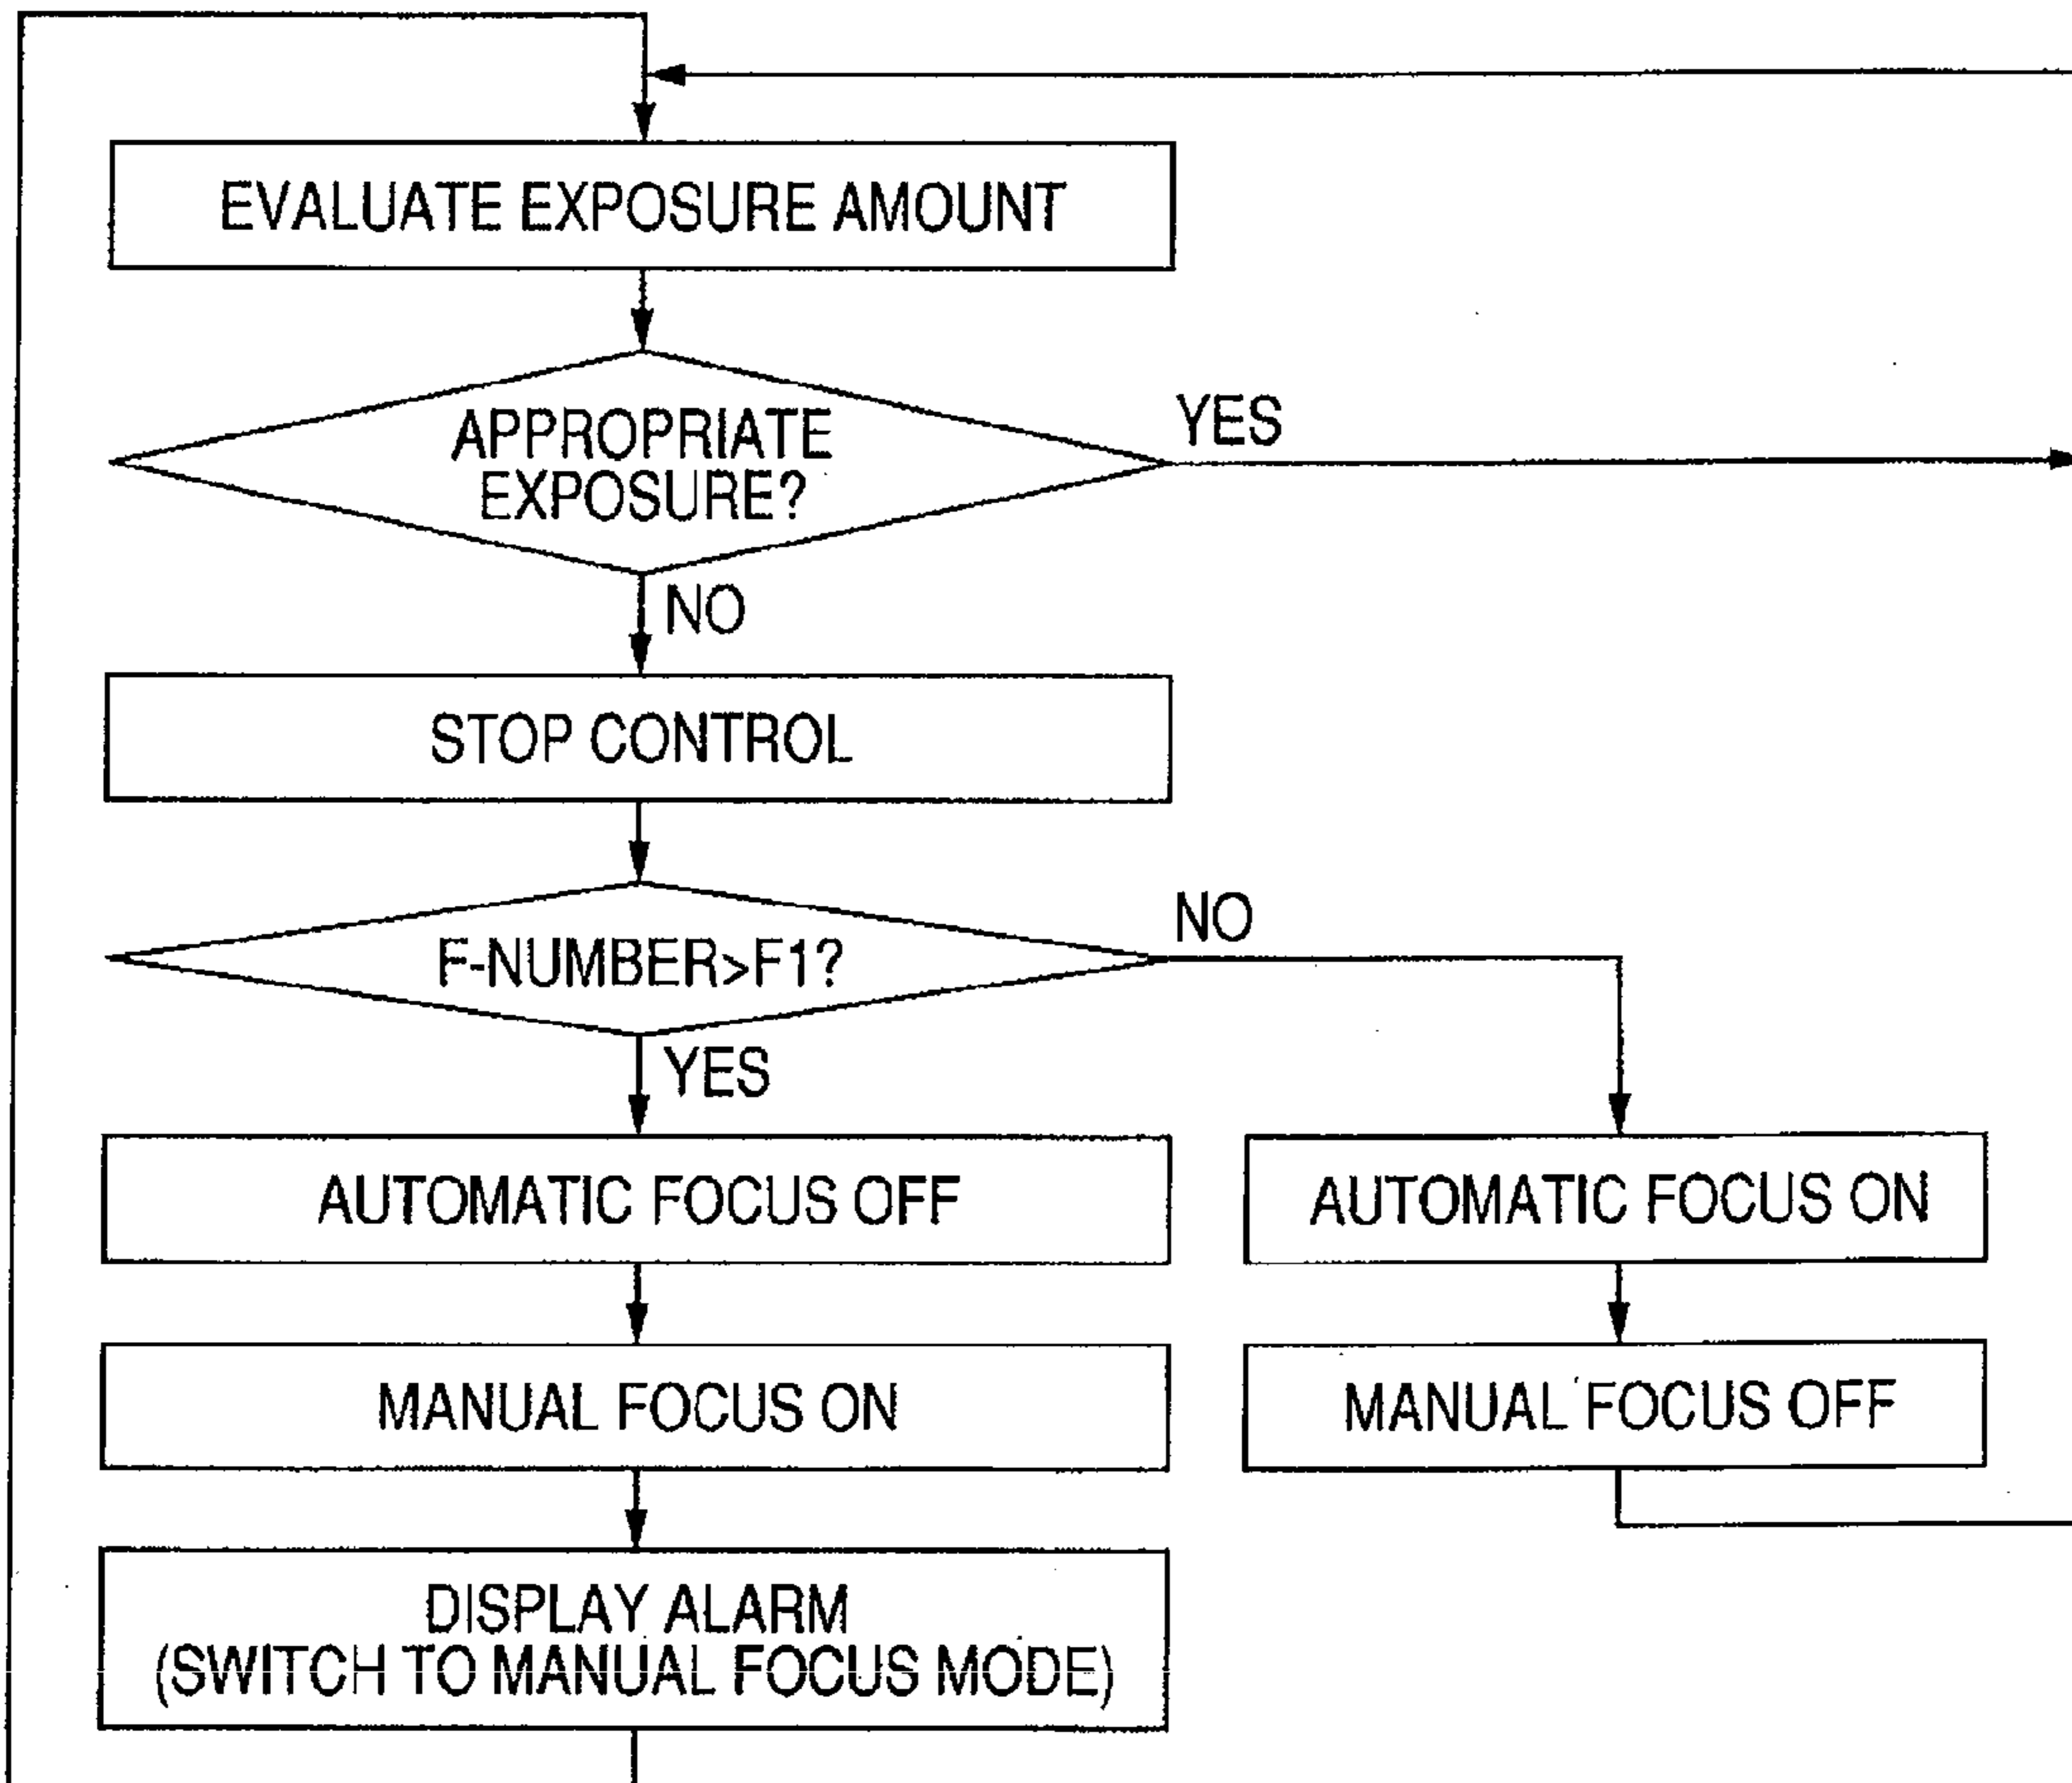 EVALUATE EXPOSURE AMOUNT
APPROPRIATE
EXPOSURE?
YES
NO
STOP CONTROL
F-NUMBER>F1?
NO
YES
AUTOMATIC FOCUS OFF
AUTOMATIC FOCUS ON
MANUAL FOCUS ON
MANUAL FOCUS OFF
DISPLAY ALARM
(SWITCH TO MANUAL FOCUS MODE)